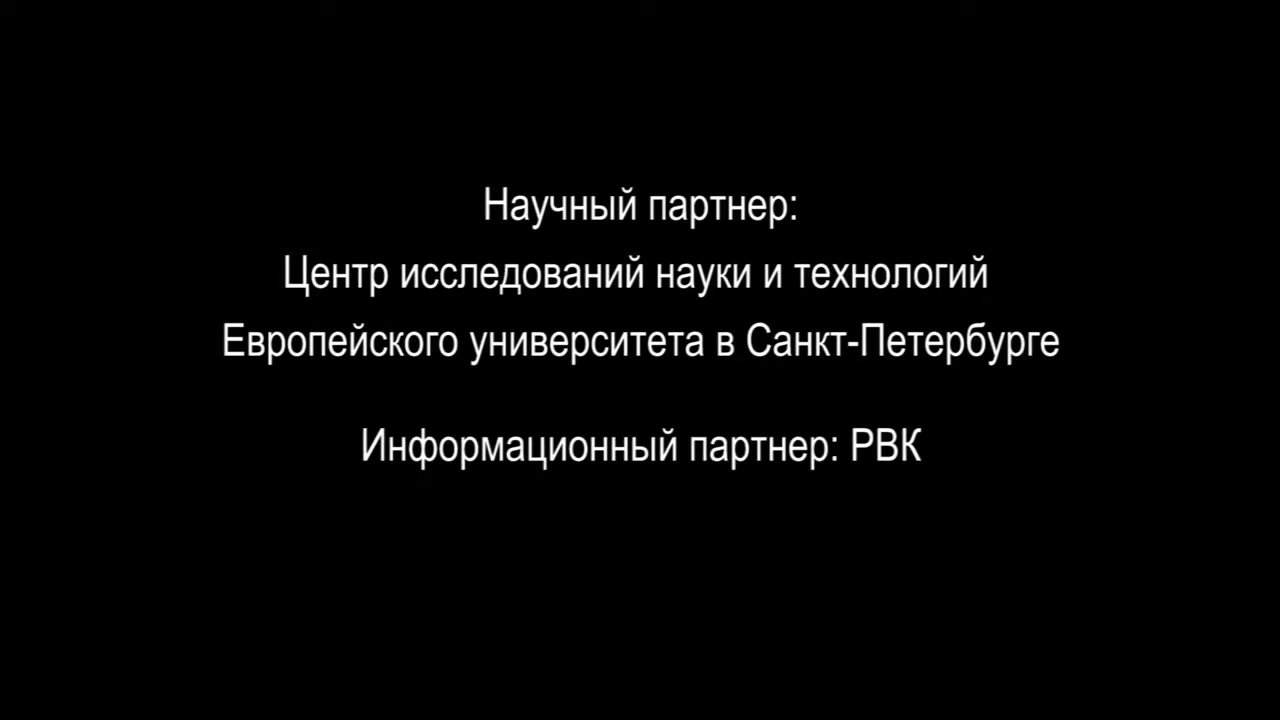 Научный партнер:
Центр исследований науки и технологий
Европейского университета в Санкт-Петербурге
Информационный партнер: РВК